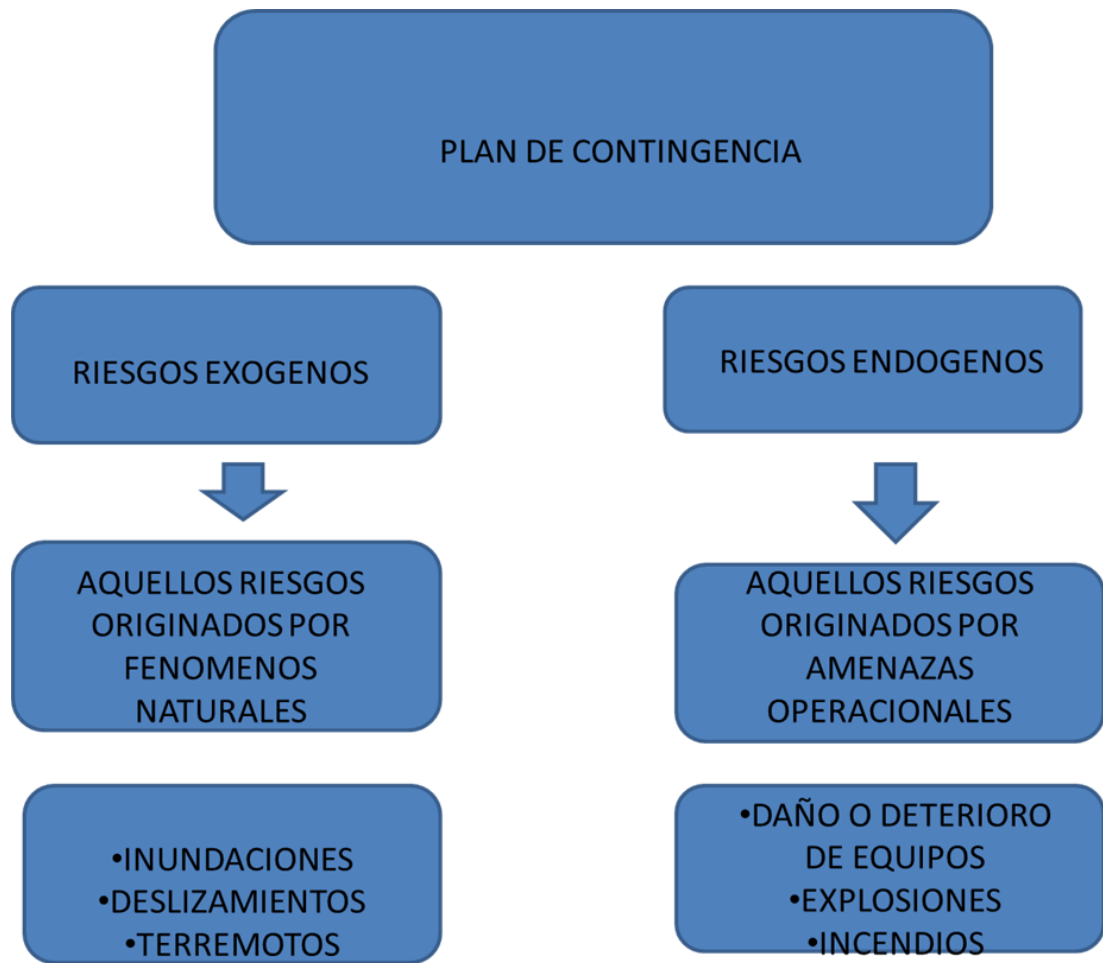 PLAN DE CONTINGENCIA
RIESGOS EXOGENOS
RIESGOS ENDOGENOS
AQUELLOS RIESGOS
ORIGINADOS POR
FENOMENOS
NATURALES
AQUELLOS RIESGOS
ORIGINADOS POR
AMENAZAS
OPERACIONALES
•INUNDACIONES
•DESLIZAMIENTOS
•TERREMOTOS
•DAÑO O DETERIORO
DE EQUIPOS
•EXPLOSIONES
•INCENDIOS